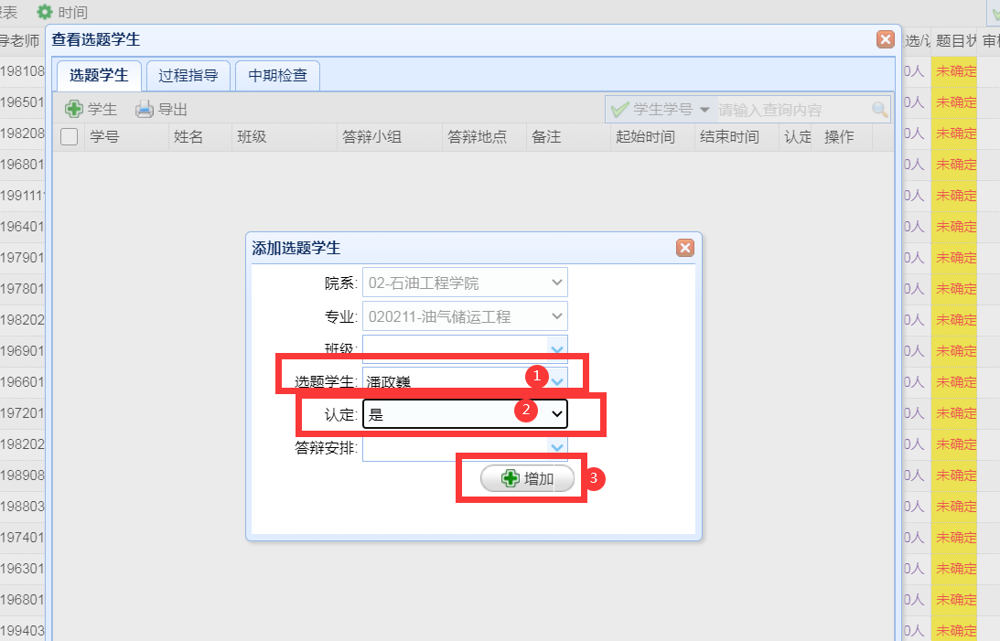 时间
导老师
查看选题学生
选题学生 过程指导 中期检查
学生 导出 学生学号 请输入查询内容
学号 姓名 班级 答辩小组 答辩地点 备注 起始时间 结束时间 认定 操作
题目状 审核
198108 0人 未确定
196501 0人 未确定
198208 0人 未确定
196801 0人 未确定
199111 0人 未确定
196401 0人 未确定
197901 0人 未确定
197801 0人 未确定
198202 0人 未确定
196901 0人 未确定
196601 0人 未确定
197201 0人 未确定
198202 0人 未确定
198908 0人 未确定
198803 0人 未确定
197401 0人 未确定
196301 0人 未确定
196801 0人 未确定
199403 0人 未确定
添加选题学生
院系: 02-石油工程学院
专业: 020211-油气储运工程
班级:
选题学生: 潘政巍 1
认定: 是 2
答辩安排:
增加 3